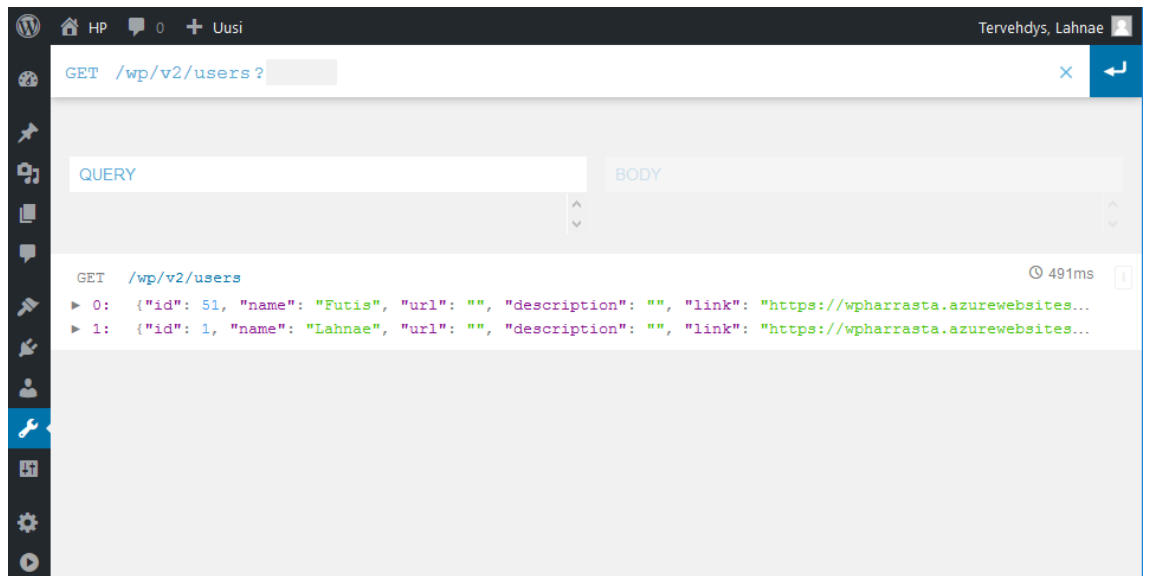 HP 0 Uusi Tervehdys, Lahnae
GET /wp/v2/users?
QUERY BODY
GET /wp/v2/users 491ms
0: {"id": 51, "name": "Futis", "url": "", "description": "", "link": "https://wpharrasta.azurewebsites...
1: {"id": 1, "name": "Lahnae", "url": "", "description": "", "link": "https://wpharrasta.azurewebsites...